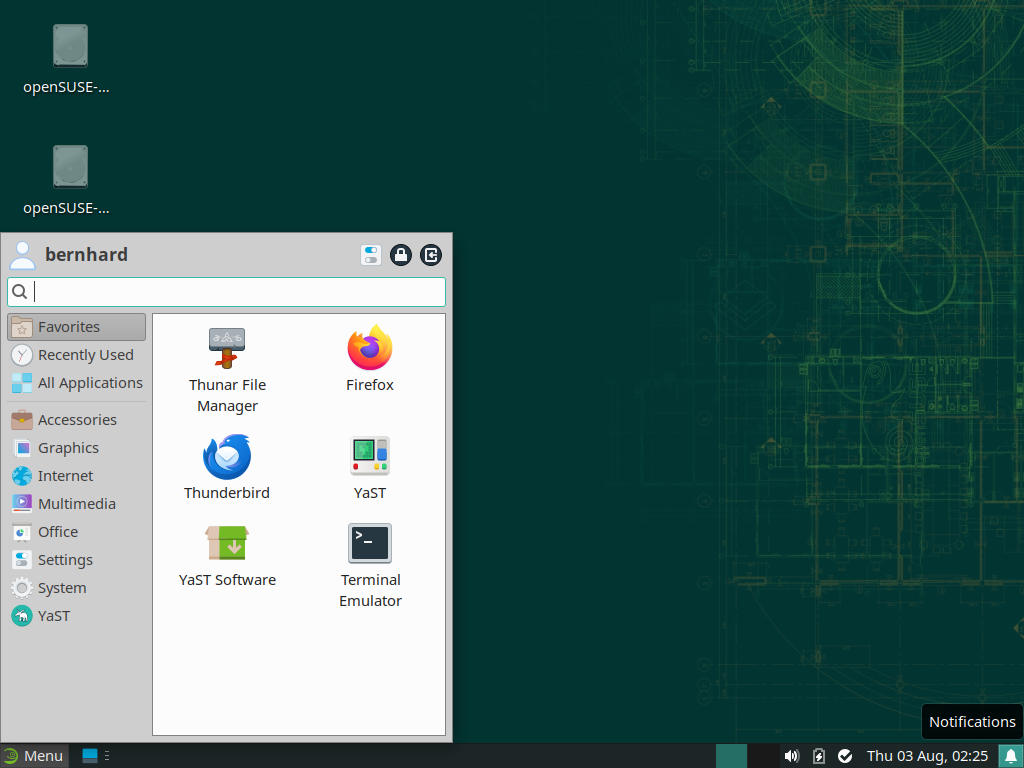 openSUSE-...
openSUSE-...
bernhard
Favorites
Recently Used
All Applications
Accessories
Graphics
Internet
Multimedia
Office
Settings
System
YaST
Thunar File
Manager
Firefox
Thunderbird
YaST
YaST Software
Terminal
Emulator
Notifications
Menu
Thu 03 Aug, 02:25